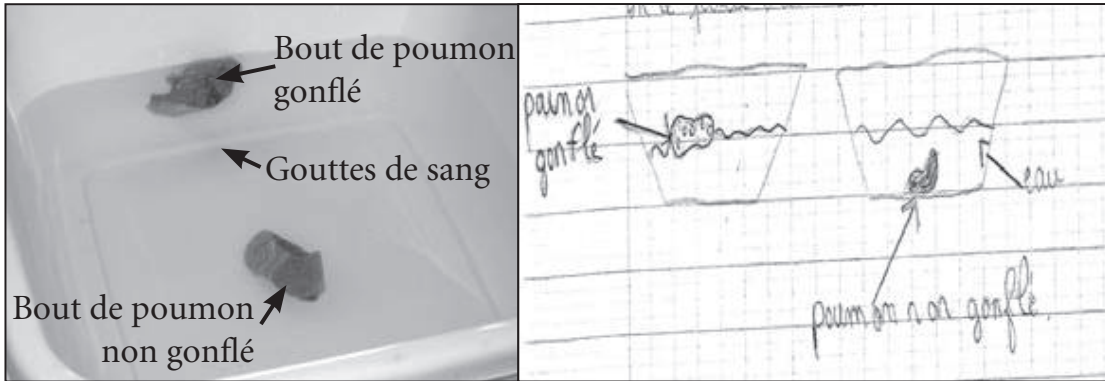 Bout de poumon
gonflé
Gouttes de sang
Bout de poumon
non gonflé
poumon
gonflé
eau
poumon non gonflé.